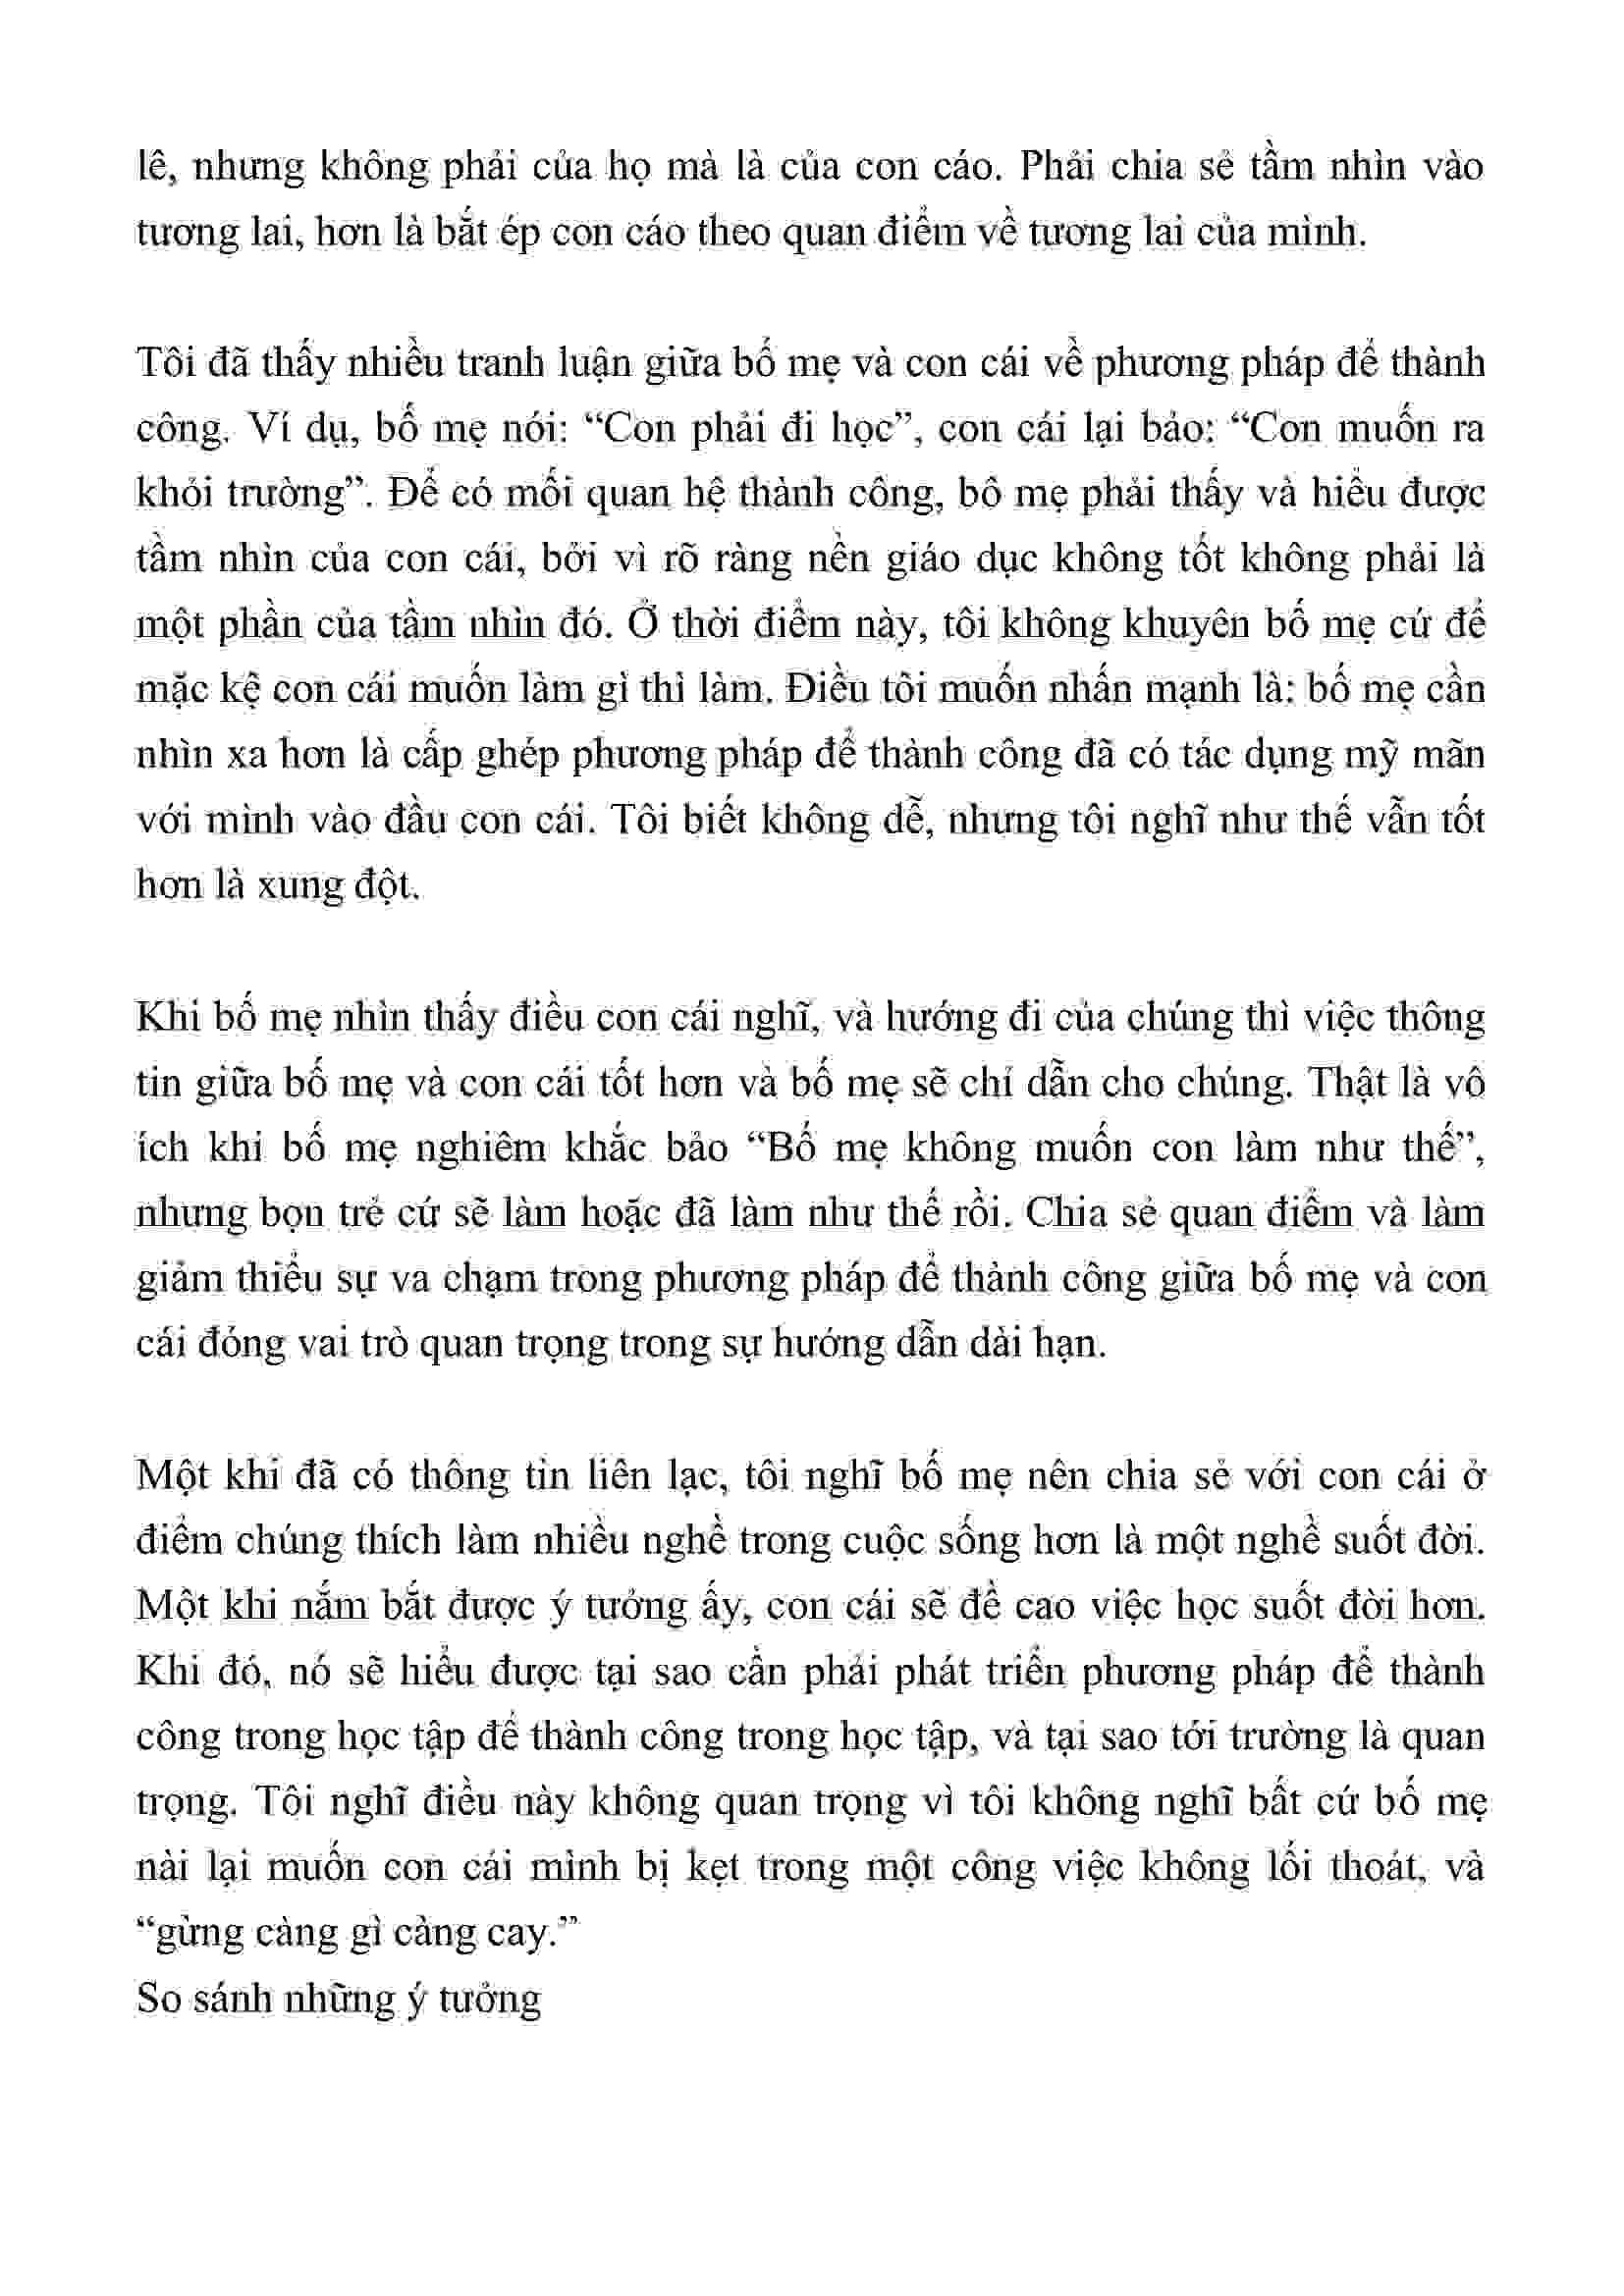 lê, nhưng không phải của họ mà là của con cáo. Phải chia sẻ tầm nhìn vào
tương lai, hơn là bắt ép con cáo theo quan điểm về tương lai của mình.
Tôi đã thấy nhiều tranh luận giữa bố mẹ và con cái về phương pháp để thành
công. Ví dụ, bố mẹ nói: “Con phải đi học”, con cái lại bảo: “Con muốn ra
khỏi trường”. Để có mối quan hệ thành công, bô mẹ phải thấy và hiểu được
tầm nhìn của con cái, bởi vì rõ ràng nền giáo dục không tốt không phải là
một phần của tầm nhìn đó. Ở thời điểm này, tôi không khuyên bố mẹ cứ để
mặc kệ con cái muốn làm gì thì làm. Điều tôi muốn nhấn mạnh là: bố mẹ cần
nhìn xa hơn là cấp ghép phương pháp để thành công đã có tác dụng mỹ mãn
với mình vào đầu con cái. Tôi biết không dễ, nhưng tôi nghĩ như thế vẫn tốt
hơn là xung đột.
Khi bố mẹ nhìn thấy điều con cái nghĩ, và hướng đi của chúng thì việc thông
tin giữa bố mẹ và con cái tốt hơn và bố mẹ sẽ chỉ dẫn cho chúng. Thật là vô
ích khi bố mẹ nghiêm khắc bảo “Bố mẹ không muốn con làm như thế”,
nhưng bọn trẻ cứ sẽ làm hoặc đã làm như thế rồi. Chia sẻ quan điểm và làm
giảm thiểu sự va chạm trong phương pháp để thành công giữa bố mẹ và con
cái đóng vai trò quan trọng trong sự hướng dẫn dài hạn.
Một khi đã có thông tin liên lạc, tôi nghĩ bố mẹ nên chia sẻ với con cái ở
điểm chúng thích làm nhiều nghề trong cuộc sống hơn là một nghề suốt đời.
Một khi nắm bắt được ý tưởng ấy, con cái sẽ đề cao việc học suốt đời hơn.
Khi đó, nó sẽ hiểu được tại sao cần phải phát triển phương pháp để thành
công trong học tập để thành công trong học tập, và tại sao tới trường là quan
trọng. Tôi nghĩ điều này không quan trọng vì tôi không nghĩ bất cứ bố mẹ
nài lại muốn con cái mình bị kẹt trong một công việc không lối thoát, và
“gừng càng gì càng cay.”
So sánh những ý tưởng